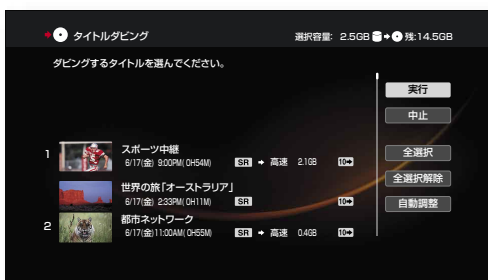 タイトルダビング 選択容量: 2.5GB ➜ 残:14.5GB
ダビングするタイトルを選んでください。
実行
中止
全選択
全選択解除
自動調整
1 スポーツ中継
6/17(金) 9:00PM( 0H54M) SR ➜ 高速 2.1GB 10➜
世界の旅「オーストラリア」
6/17(金) 2:33PM( 0H11M) SR 10➜
2 都市ネットワーク
6/17(金)11:00AM( 0H55M) SR ➜ 高速 0.4GB 10➜